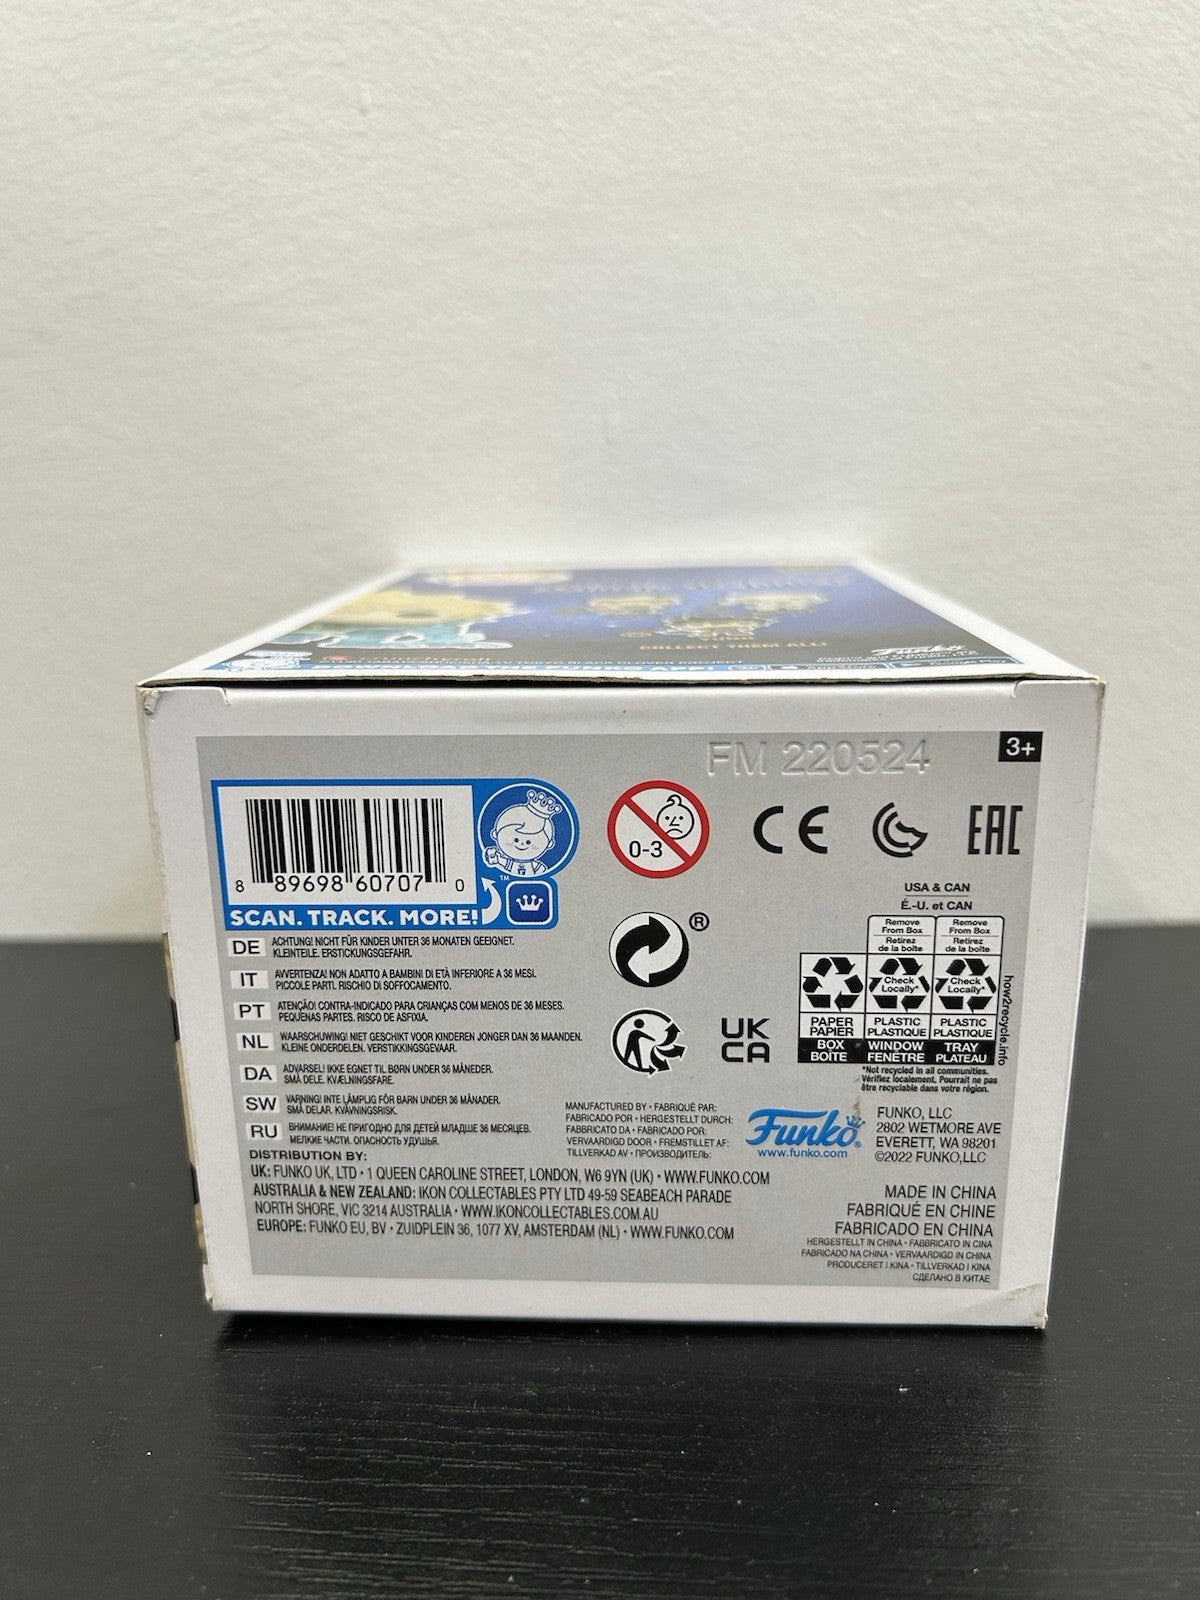 YUNO
COLLECT THEM ALL!
Funko
FM 220524
3+
8 89698 60707 0
™
SCAN. TRACK. MORE!
0-3
CE
EAC
USA & CAN
É.-U. et CAN
Remove From Box
Retirez de la boîte
Remove From Box
Retirez de la boîte
Check Locally*
Check Locally*
PAPER
PAPIER
BOX
BOÎTE
PLASTIC
PLASTIQUE
WINDOW
FENÊTRE
PLASTIC
PLASTIQUE
TRAY
PLATEAU
how2recycle.info
*Not recycled in all communities.
Vérifiez localement. Pourrait ne pas
être recyclable dans votre région.
®
UK
CA
DE ACHTUNG! NICHT FÜR KINDER UNTER 36 MONATEN GEEIGNET.
KLEINTEILE. ERSTICKUNGSGEFAHR.
IT AVVERTENZA! NON ADATTO A BAMBINI DI ETÀ INFERIORE A 36 MESI.
PICCOLE PARTI. RISCHIO DI SOFFOCAMENTO.
PT ATENÇÃO! CONTRA-INDICADO PARA CRIANÇAS COM MENOS DE 36 MESES.
PEQUENAS PARTES. RISCO DE ASFIXIA.
NL WAARSCHUWING! NIET GESCHIKT VOOR KINDEREN JONGER DAN 36 MAANDEN.
KLEINE ONDERDELEN. VERSTIKKINGSGEVAAR.
DA ADVARSEL! IKKE EGNET TIL BØRN UNDER 36 MÅNEDER.
SMÅ DELE. KVÆLNINGSFARE.
SW VARNING! INTE LÄMPLIG FÖR BARN UNDER 36 MÅNADER.
SMÅ DELAR. KVÄVNINGSRISK.
RU ВНИМАНИЕ! НЕ ПРИГОДНО ДЛЯ ДЕТЕЙ МЛАДШЕ 36 МЕСЯЦЕВ.
МЕЛКИЕ ЧАСТИ. ОПАСНОСТЬ УДУШЬЯ.
MANUFACTURED BY • FABRIQUÉ PAR:
FABRICADO POR • HERGESTELLT DURCH:
FABBRICATO DA • FABRICADO POR:
VERVAARDIGD DOOR • FREMSTILLET AF:
TILLVERKAD AV • ПРОИЗВОДИТЕЛЬ:
Funko®
www.funko.com
FUNKO, LLC
2802 WETMORE AVE
EVERETT, WA 98201
©2022 FUNKO,LLC
DISTRIBUTION BY:
UK: FUNKO UK, LTD • 1 QUEEN CAROLINE STREET, LONDON, W6 9YN (UK) • WWW.FUNKO.COM
AUSTRALIA & NEW ZEALAND: IKON COLLECTABLES PTY LTD 49-59 SEABEACH PARADE
NORTH SHORE, VIC 3214 AUSTRALIA • WWW.IKONCOLLECTABLES.COM.AU
EUROPE: FUNKO EU, BV • ZUIDPLEIN 36, 1077 XV, AMSTERDAM (NL) • WWW.FUNKO.COM
MADE IN CHINA
FABRIQUÉ EN CHINE
FABRICADO EN CHINA
HERGESTELLT IN CHINA • FABBRICATO IN CINA
FABRICADO NA CHINA • VERVAARDIGD IN CHINA
PRODUCERET I KINA • TILLVERKAD I KINA
СДЕЛАНО В КИТАЕ